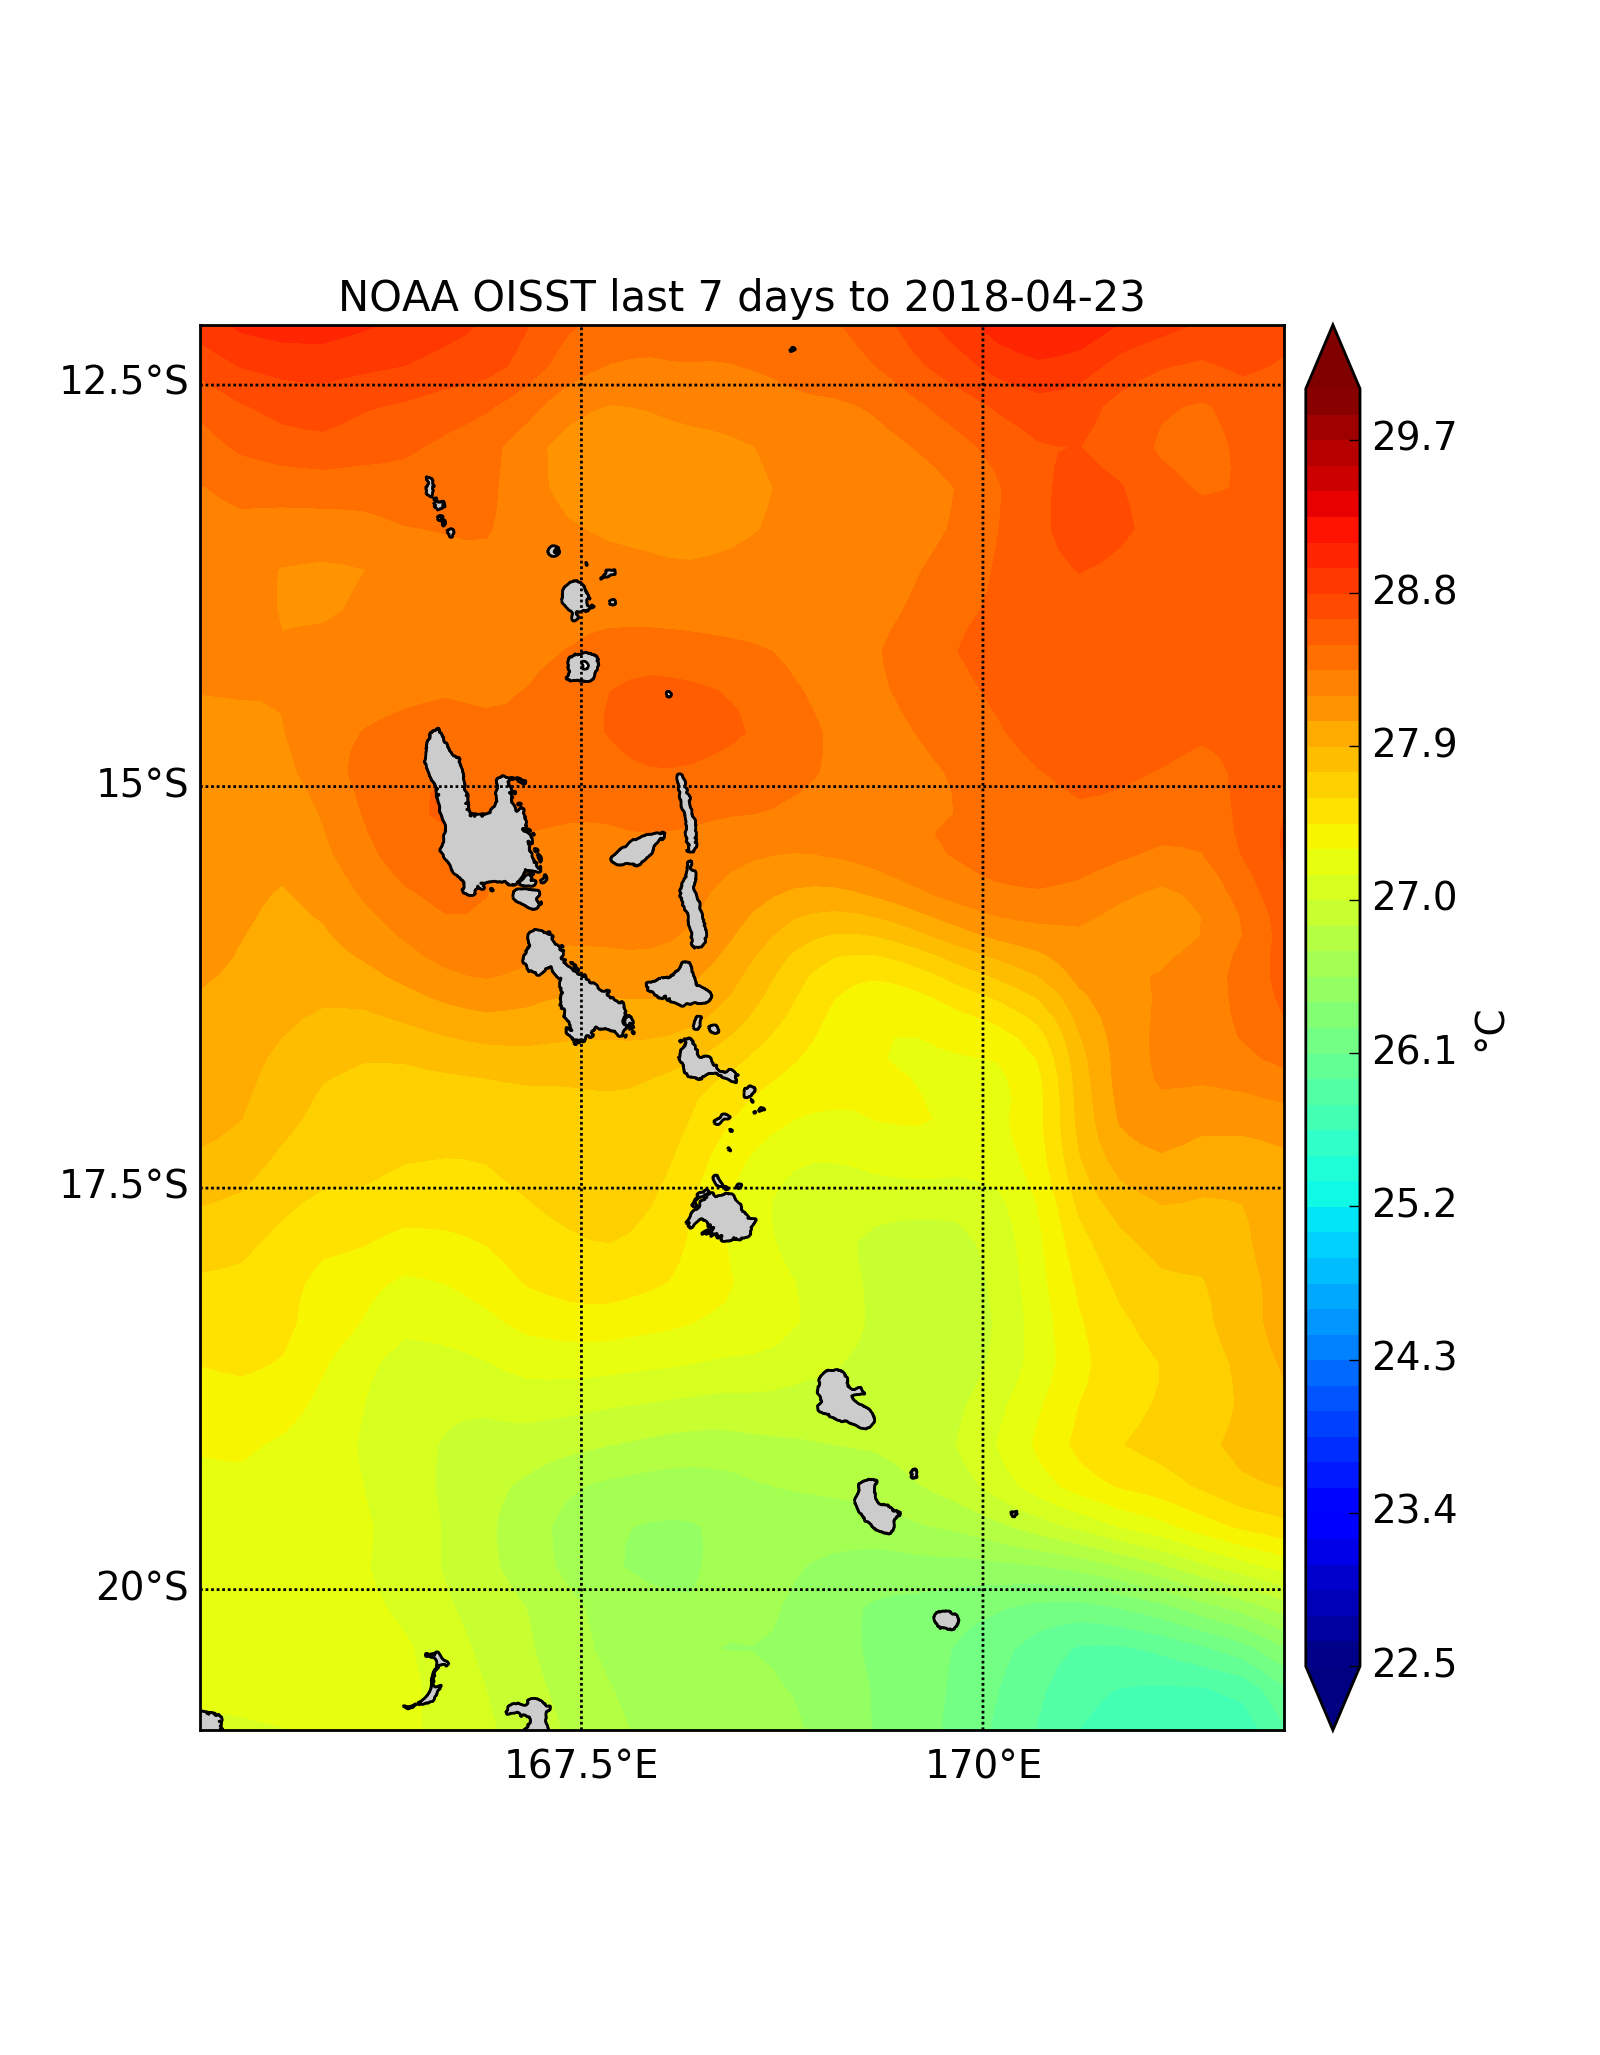 NOAA OISST last 7 days to 2018-04-23
12.5°S
15°S
17.5°S
20°S
167.5°E
170°E
29.7
28.8
27.9
27.0
26.1
25.2
24.3
23.4
22.5
°C